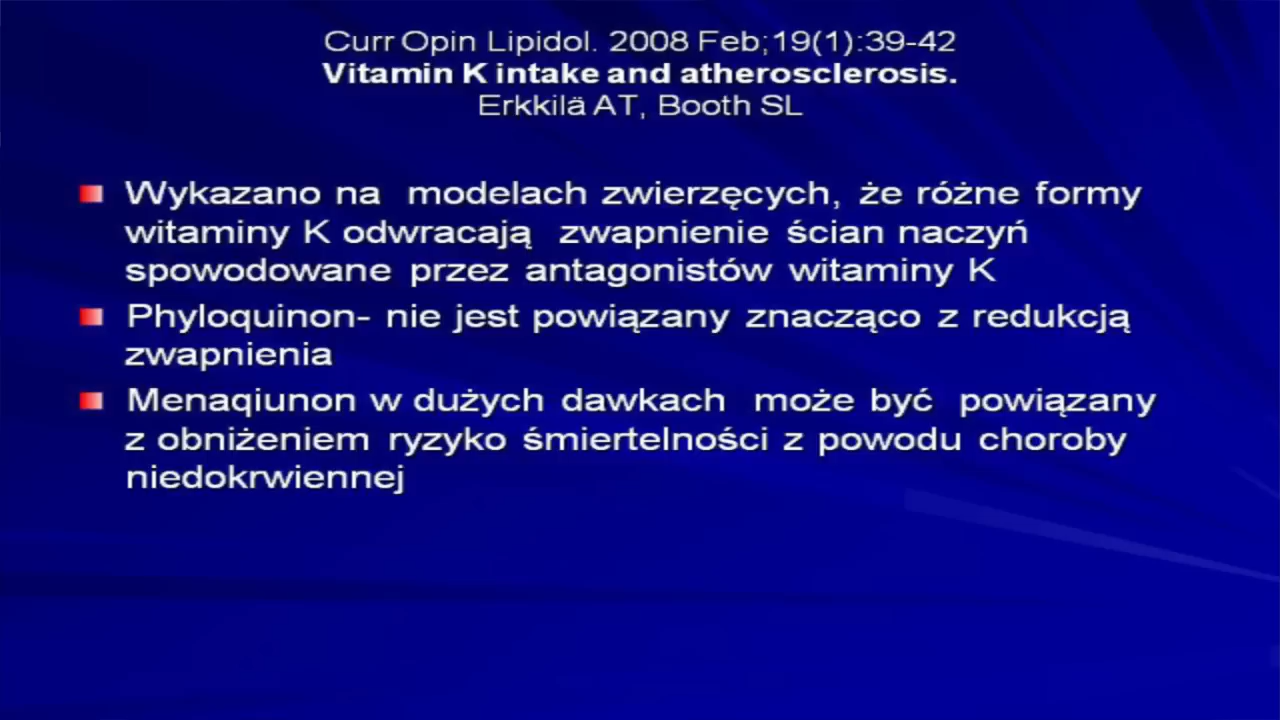 Curr Opin Lipidol. 2008 Feb;19(1):39-42
Vitamin K intake and atherosclerosis.
Erkkilä AT, Booth SL
Wykazano na modelach zwierzęcych, że różne formy
witaminy K odwracają zwapnienie ścian naczyń
spowodowane przez antagonistów witaminy K
Phyloquinon- nie jest powiązany znacząco z redukcją
zwapnienia
Menaqiunon w dużych dawkach może być powiązany
z obniżeniem ryzyko śmiertelności z powodu choroby
niedokrwiennej